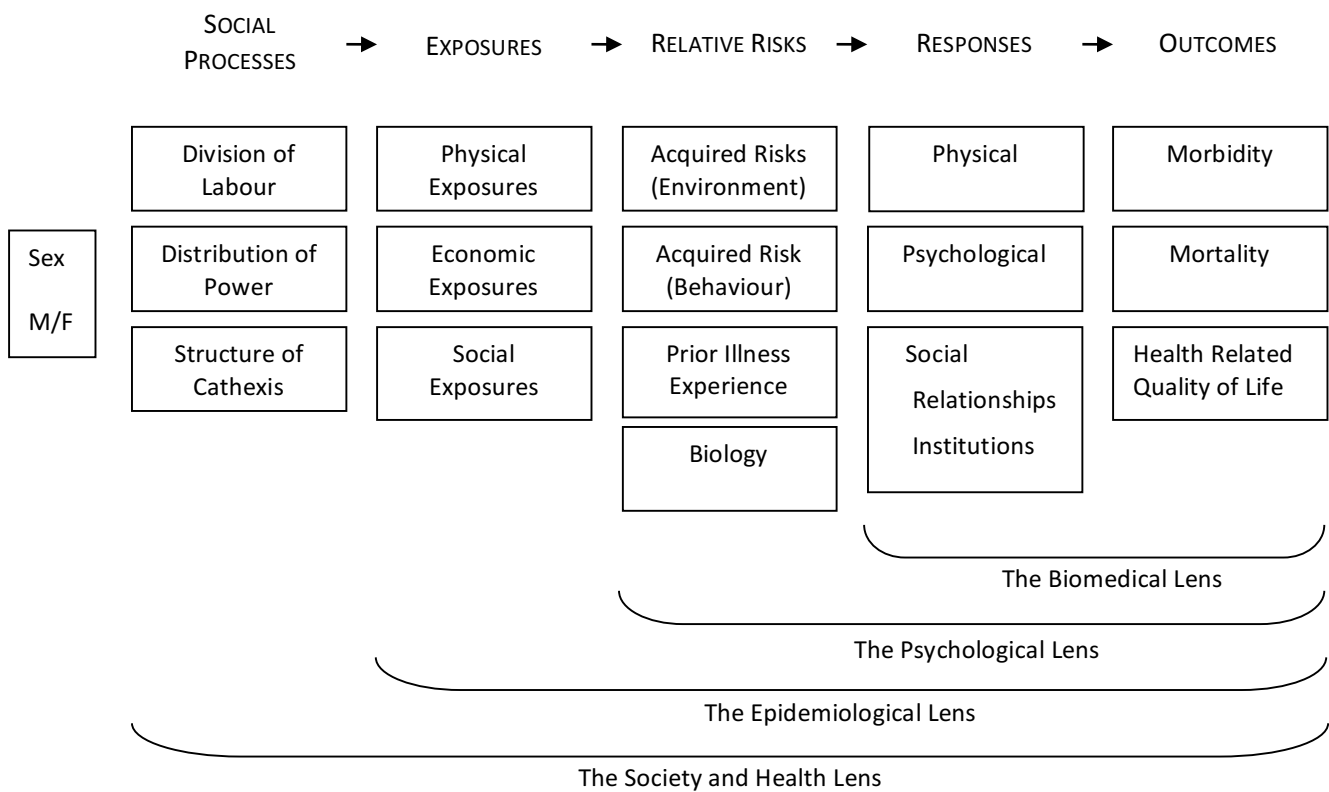 SOCIAL
PROCESSES
EXPOSURES
RELATIVE RISKS
RESPONSES
OUTCOMES
Sex
M/F
Division of
Labour
Distribution of
Power
Structure of
Cathexis
Physical
Exposures
Economic
Exposures
Social
Exposures
Acquired Risks
(Environment)
Acquired Risk
(Behaviour)
Prior Illness
Experience
Biology
Physical
Psychological
Social
Relationships
Institutions
Morbidity
Mortality
Health Related
Quality of Life
The Biomedical Lens
The Psychological Lens
The Epidemiological Lens
The Society and Health Lens